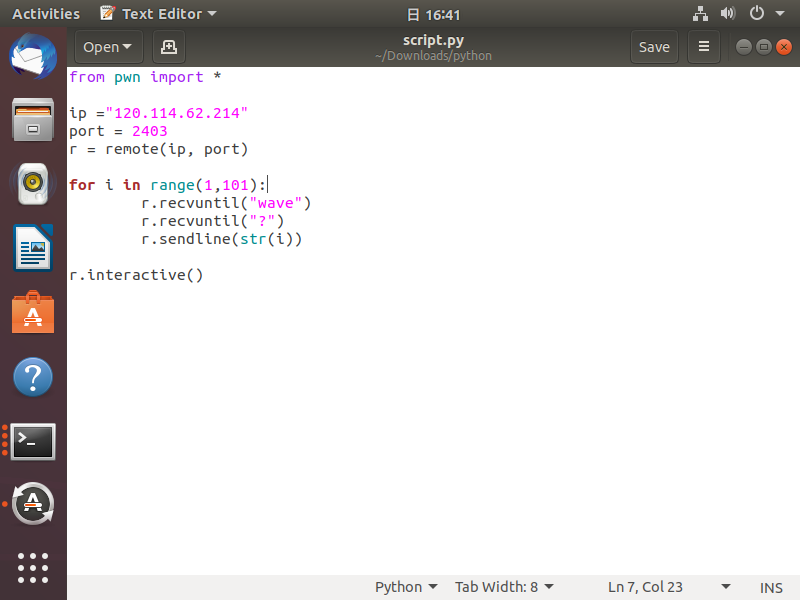 Activities Text Editor 日 16:41
Open script.py ~/Downloads/python Save
from pwn import *
ip ="120.114.62.214"
port = 2403
r = remote(ip, port)
for i in range(1,101):
r.recvuntil("wave")
r.recvuntil("?")
r.sendline(str(i))
r.interactive()
Python Tab Width: 8 Ln 7, Col 23 INS